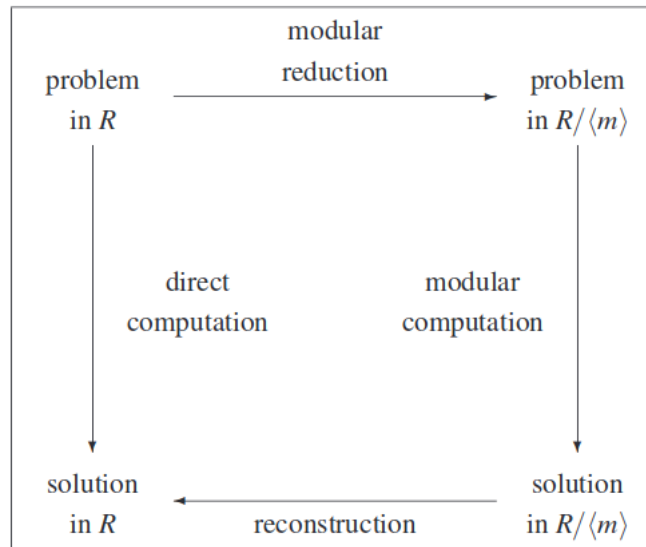 modular
reduction
problem
in R
problem
in R/⟨m⟩
direct
computation
modular
computation
solution
in R
reconstruction
solution
in R/⟨m⟩